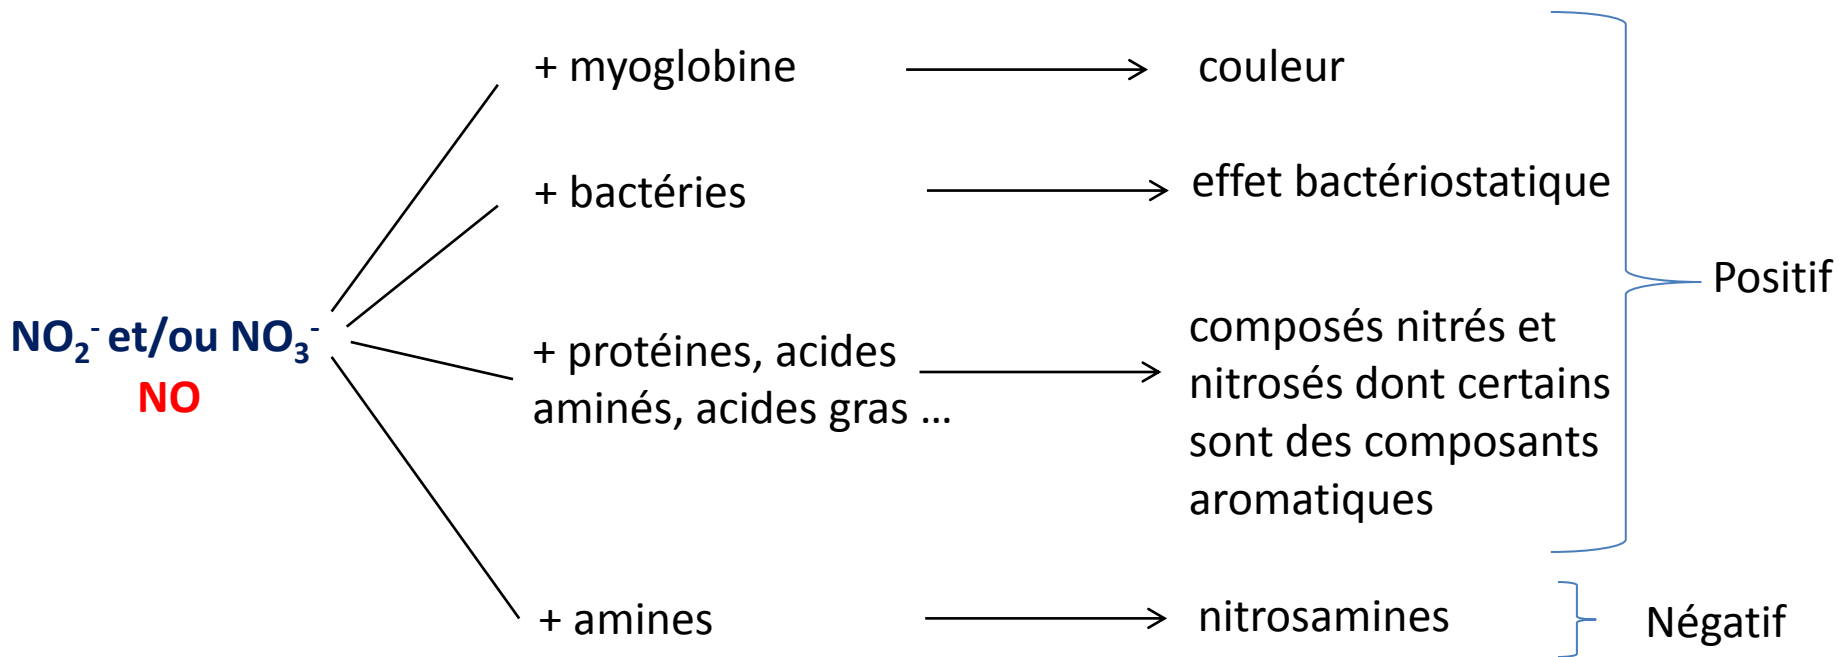 + myoglobine
couleur
+ bactéries
effet bactériostatique
Positif
NO₂⁻ et/ou NO₃⁻
NO
+ protéines, acides
aminés, acides gras ...
composés nitrés et
nitrosés dont certains
sont des composants
aromatiques
+ amines
nitrosamines
Négatif